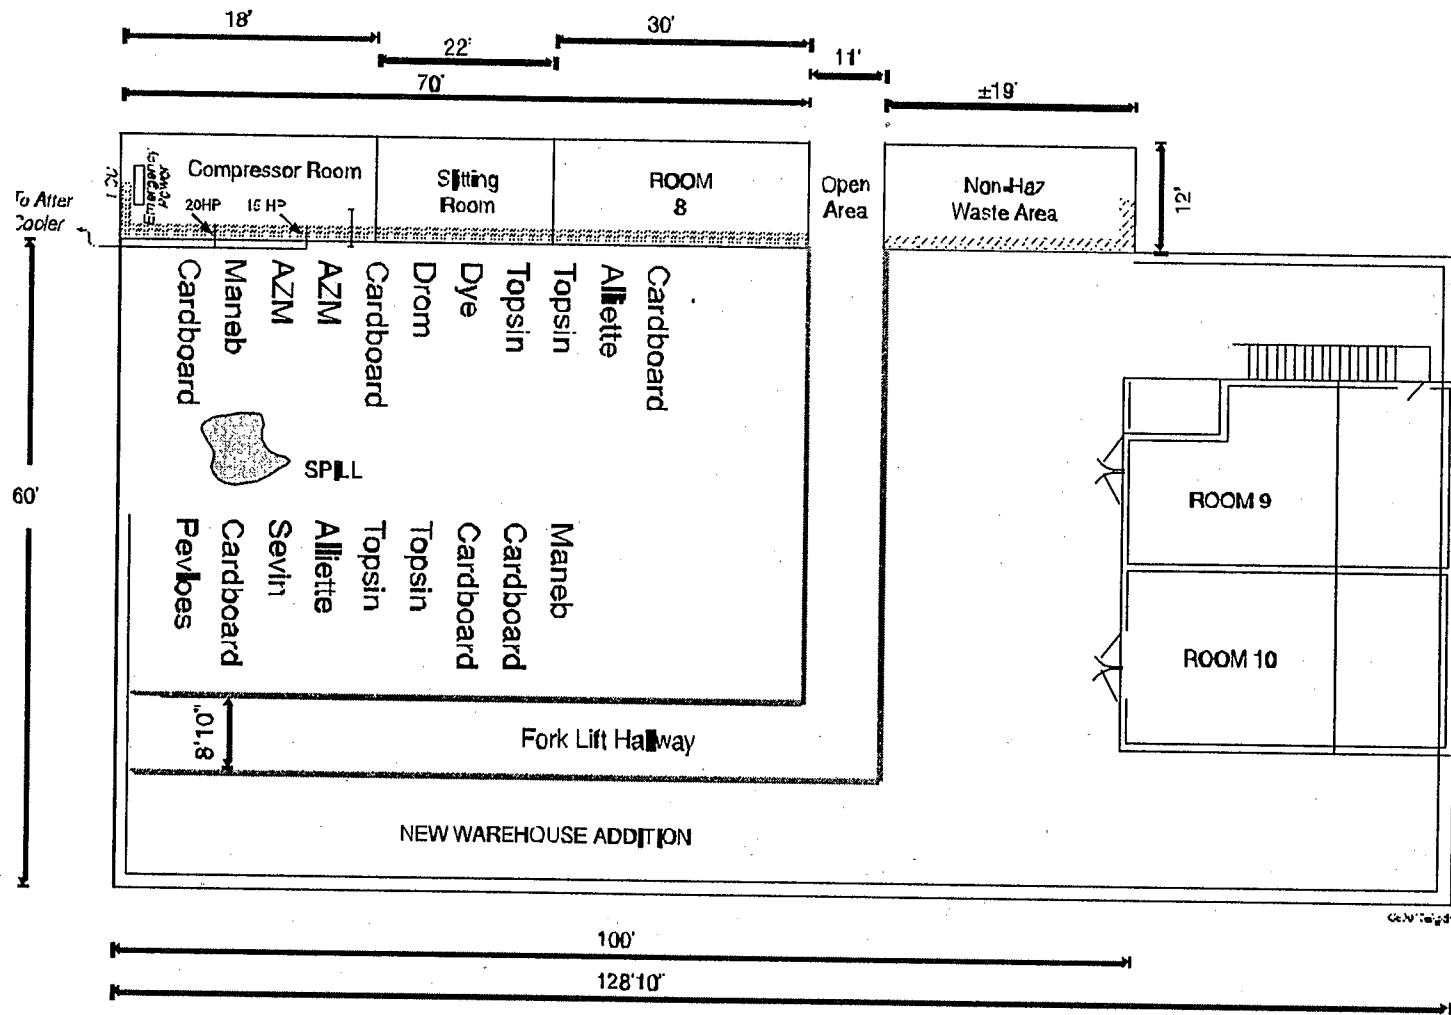 18'
30'
22'
11'
70'
±19'
Compressor Room
Emergency
Power
20HP
15 HP
Slitting
Room
ROOM
8
Open
Area
Non-Haz
Waste Area
12'
To After
Cooler
Cardboard
Maneb
AZM
AZM
Cardboard
Drom
Dye
Topsin
Topsin
Alliette
Cardboard
SPILL
60'
ROOM 9
Peviloes
Cardboard
Sevin
Alliette
Topsin
Topsin
Cardboard
Cardboard
Maneb
ROOM 10
8'10"
Fork Lift Hallway
NEW WAREHOUSE ADDITION
100'
128'10"